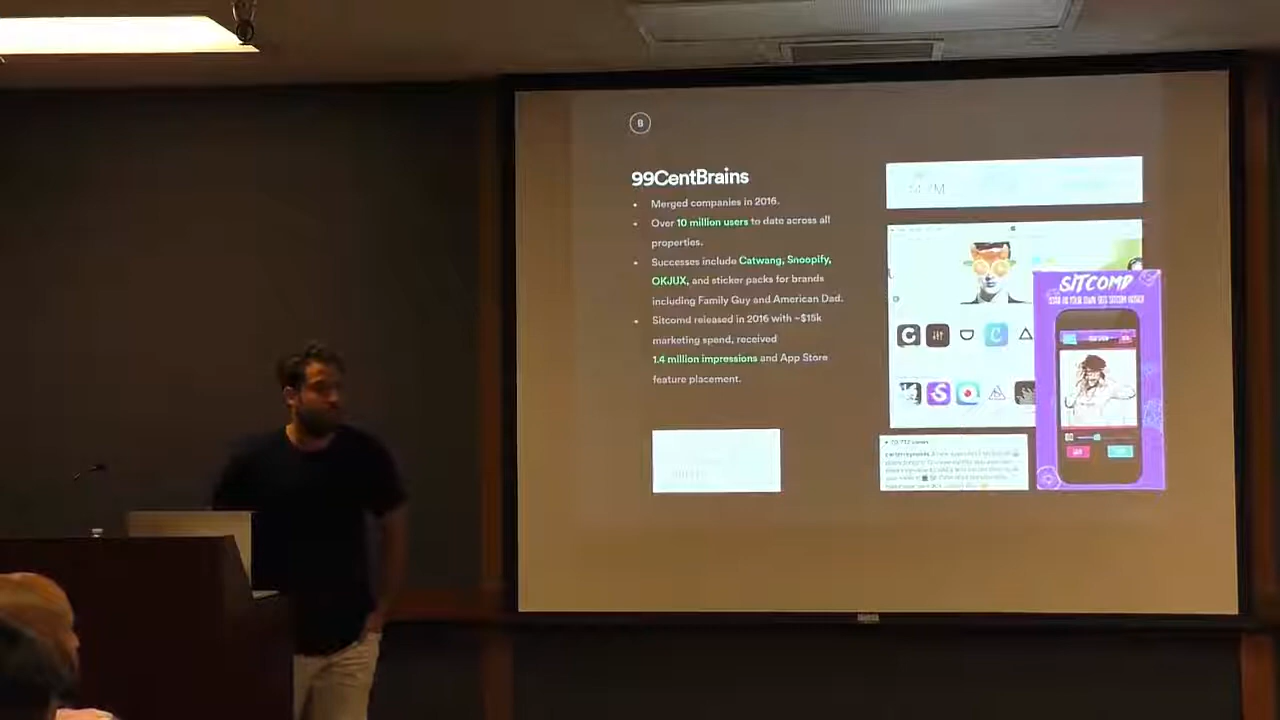 B
99CentBrains
Merged companies in 2016.
Over 10 million users to date across all
properties.
Successes include Catwang, Snoopify,
OKJUX, and sticker packs for brands
including Family Guy and American Dad.
Sitcomd released in 2016 with ~$15k
marketing spend, received
1.4 million impressions and App Store
feature placement.
SITCOMD